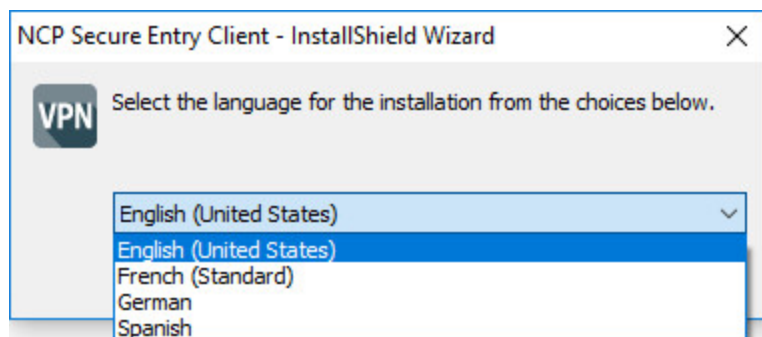 NCP Secure Entry Client - InstallShield Wizard
VPN
Select the language for the installation from the choices below.
English (United States)
English (United States)
French (Standard)
German
Spanish